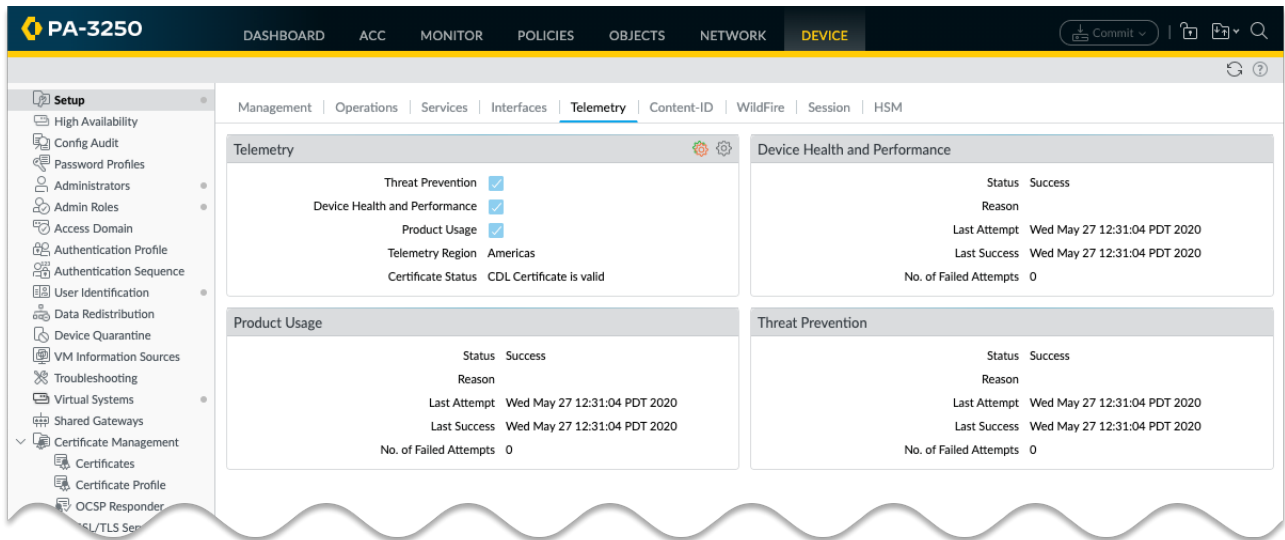 PA-3250
DASHBOARD ACC MONITOR POLICIES OBJECTS NETWORK DEVICE
Commit
Setup
High Availability
Config Audit
Password Profiles
Administrators
Admin Roles
Access Domain
Authentication Profile
Authentication Sequence
User Identification
Data Redistribution
Device Quarantine
VM Information Sources
Troubleshooting
Virtual Systems
Shared Gateways
Certificate Management
Certificates
Certificate Profile
OCSP Responder
Management Operations Services Interfaces Telemetry Content-ID WildFire Session HSM
Telemetry
Threat Prevention
Device Health and Performance
Product Usage
Telemetry Region Americas
Certificate Status CDL Certificate is valid
Device Health and Performance
Status Success
Reason
Last Attempt Wed May 27 12:31:04 PDT 2020
Last Success Wed May 27 12:31:04 PDT 2020
No. of Failed Attempts 0
Product Usage
Status Success
Reason
Last Attempt Wed May 27 12:31:04 PDT 2020
Last Success Wed May 27 12:31:04 PDT 2020
No. of Failed Attempts 0
Threat Prevention
Status Success
Reason
Last Attempt Wed May 27 12:31:04 PDT 2020
Last Success Wed May 27 12:31:04 PDT 2020
No. of Failed Attempts 0